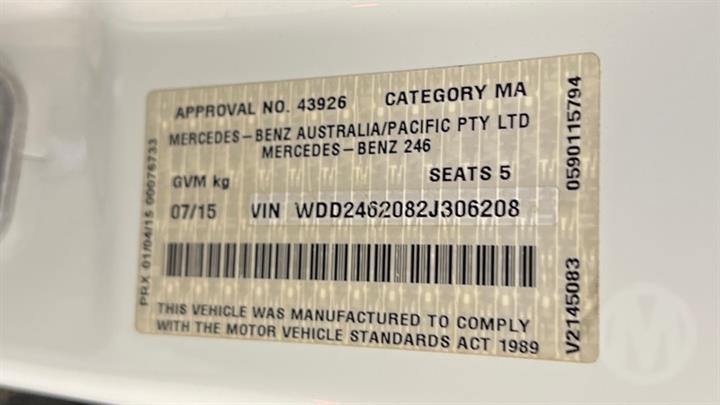 APPROVAL NO. 43926 CATEGORY MA
MERCEDES-BENZ AUSTRALIA/PACIFIC PTY LTD
MERCEDES-BENZ 246
GVM kg SEATS 5
07/15 VIN WDD2462082J306208
THIS VEHICLE WAS MANUFACTURED TO COMPLY
WITH THE MOTOR VEHICLE STANDARDS ACT 1989
PRX 01/04/15 00076733
V2145083 0590115794
M